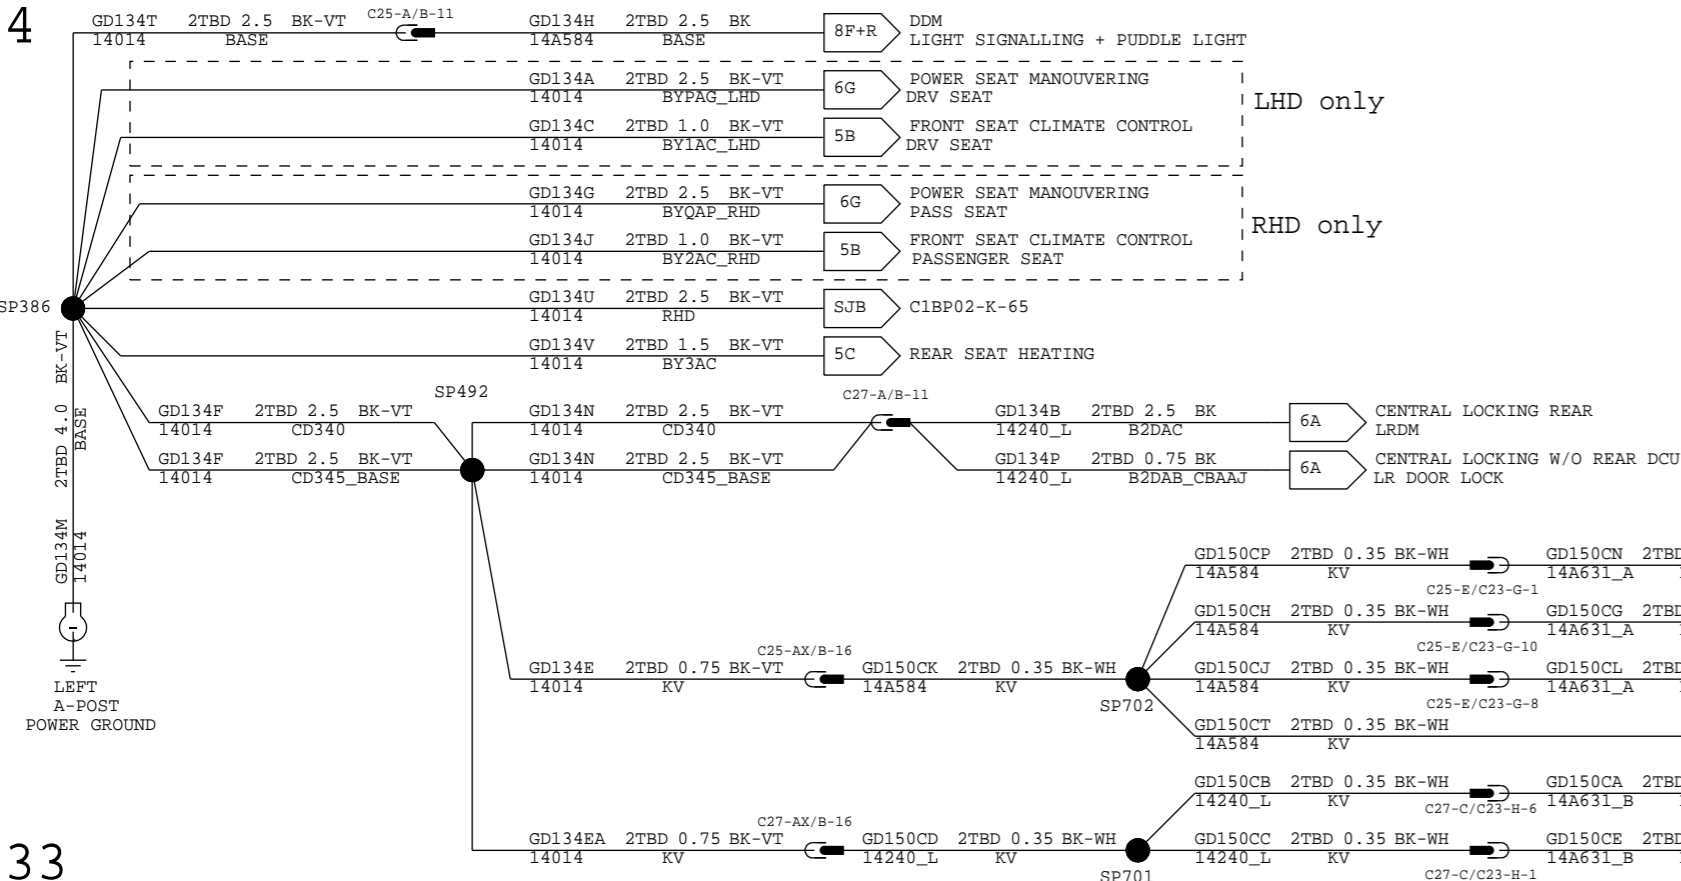 4
GD134T 2TBD 2.5 BK-VT
14014 BASE
C25-A/B-11
GD134H 2TBD 2.5 BK
14A584 BASE
8F+R
DDM
LIGHT SIGNALLING + PUDDLE LIGHT
GD134A 2TBD 2.5 BK-VT
14014 BYPAG_LHD
6G
POWER SEAT MANOUVERING
DRV SEAT
LHD only
GD134C 2TBD 1.0 BK-VT
14014 BY1AC_LHD
5B
FRONT SEAT CLIMATE CONTROL
DRV SEAT
GD134G 2TBD 2.5 BK-VT
14014 BYQAP_RHD
6G
POWER SEAT MANOUVERING
PASS SEAT
RHD only
GD134J 2TBD 1.0 BK-VT
14014 BY2AC_RHD
5B
FRONT SEAT CLIMATE CONTROL
PASSENGER SEAT
SP386
GD134U 2TBD 2.5 BK-VT
14014 RHD
SJB
C1BP02-K-65
GD134V 2TBD 1.5 BK-VT
14014 BY3AC
5C
REAR SEAT HEATING
GD134M 2TBD 4.0 BK-VT
14014 BASE
GD134F 2TBD 2.5 BK-VT
14014 CD340
SP492
GD134N 2TBD 2.5 BK-VT
14014 CD340
C27-A/B-11
GD134B 2TBD 2.5 BK
14240_L B2DAC
6A
CENTRAL LOCKING REAR
LRDM
GD134F 2TBD 2.5 BK-VT
14014 CD345_BASE
GD134N 2TBD 2.5 BK-VT
14014 CD345_BASE
GD134P 2TBD 0.75 BK
14240_L B2DAB_CBAAJ
6A
CENTRAL LOCKING W/O REAR DCU
LR DOOR LOCK
GD150CP 2TBD 0.35 BK-WH
14A584 KV
C25-E/C23-G-1
GD150CN 2TBD
14A631_A
GD150CH 2TBD 0.35 BK-WH
14A584 KV
C25-E/C23-G-10
GD150CG 2TBD
14A631_A
GD134E 2TBD 0.75 BK-VT
14014 KV
C25-AX/B-16
GD150CK 2TBD 0.35 BK-WH
14A584 KV
SP702
GD150CJ 2TBD 0.35 BK-WH
14A584 KV
C25-E/C23-G-8
GD150CL 2TBD
14A631_A
GD150CT 2TBD 0.35 BK-WH
14A584 KV
LEFT
A-POST
POWER GROUND
GD150CB 2TBD 0.35 BK-WH
14240_L KV
C27-C/C23-H-6
GD150CA 2TBD
14A631_B
GD134EA 2TBD 0.75 BK-VT
14014 KV
C27-AX/B-16
GD150CD 2TBD 0.35 BK-WH
14240_L KV
SP701
GD150CC 2TBD 0.35 BK-WH
14240_L KV
C27-C/C23-H-1
GD150CE 2TBD
14A631_B
33